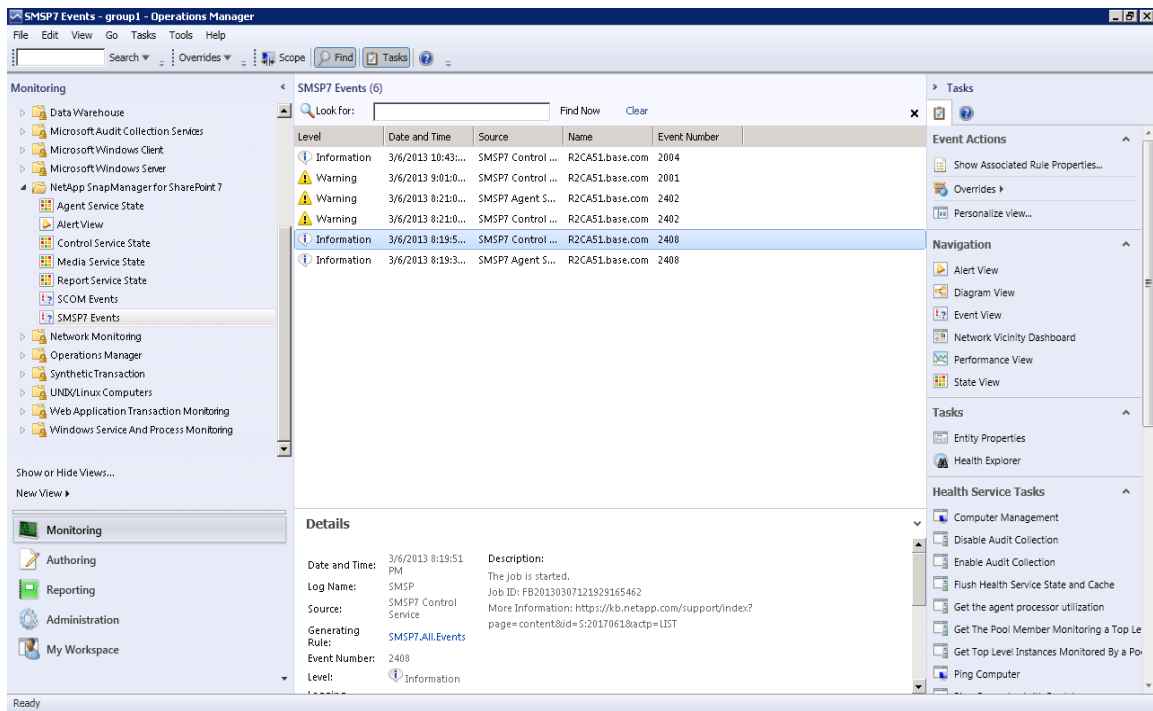 SMSP7 Events - group1 - Operations Manager
File Edit View Go Tasks Tools Help
Search Overrides Scope Find Tasks
Monitoring
Data Warehouse
Microsoft Audit Collection Services
Microsoft Windows Client
Microsoft Windows Server
NetApp SnapManager for SharePoint 7
Agent Service State
Alert View
Control Service State
Media Service State
Report Service State
SCOM Events
SMSP7 Events
Network Monitoring
Operations Manager
Synthetic Transaction
UNIX/Linux Computers
Web Application Transaction Monitoring
Windows Service And Process Monitoring
Show or Hide Views...
New View
Monitoring
Authoring
Reporting
Administration
My Workspace
SMSP7 Events (6)
Look for: Find Now Clear
Level Date and Time Source Name Event Number
Information 3/6/2013 10:43:... SMSP7 Control ... R2CA51.base.com 2004
Warning 3/6/2013 9:01:0... SMSP7 Control ... R2CA51.base.com 2001
Warning 3/6/2013 8:21:0... SMSP7 Agent S... R2CA51.base.com 2402
Warning 3/6/2013 8:21:0... SMSP7 Control ... R2CA51.base.com 2402
Information 3/6/2013 8:19:5... SMSP7 Control ... R2CA51.base.com 2408
Information 3/6/2013 8:19:3... SMSP7 Agent S... R2CA51.base.com 2408
Details
Date and Time: 3/6/2013 8:19:51
PM
Log Name: SMSP
Source: SMSP7 Control
Service
Generating
Rule: SMSP7.All.Events
Event Number: 2408
Level: Information
Description:
The job is started.
Job ID: FB20130307121929165462
More Information: https://kb.netapp.com/support/index?
page=content&id=S:2017061&actp=LIST
Tasks
Event Actions
Show Associated Rule Properties...
Overrides
Personalize view...
Navigation
Alert View
Diagram View
Event View
Network Vicinity Dashboard
Performance View
State View
Tasks
Entity Properties
Health Explorer
Health Service Tasks
Computer Management
Disable Audit Collection
Enable Audit Collection
Flush Health Service State and Cache
Get the agent processor utilization
Get The Pool Member Monitoring a Top Le
Get Top Level Instances Monitored By a Po
Ping Computer
Ready